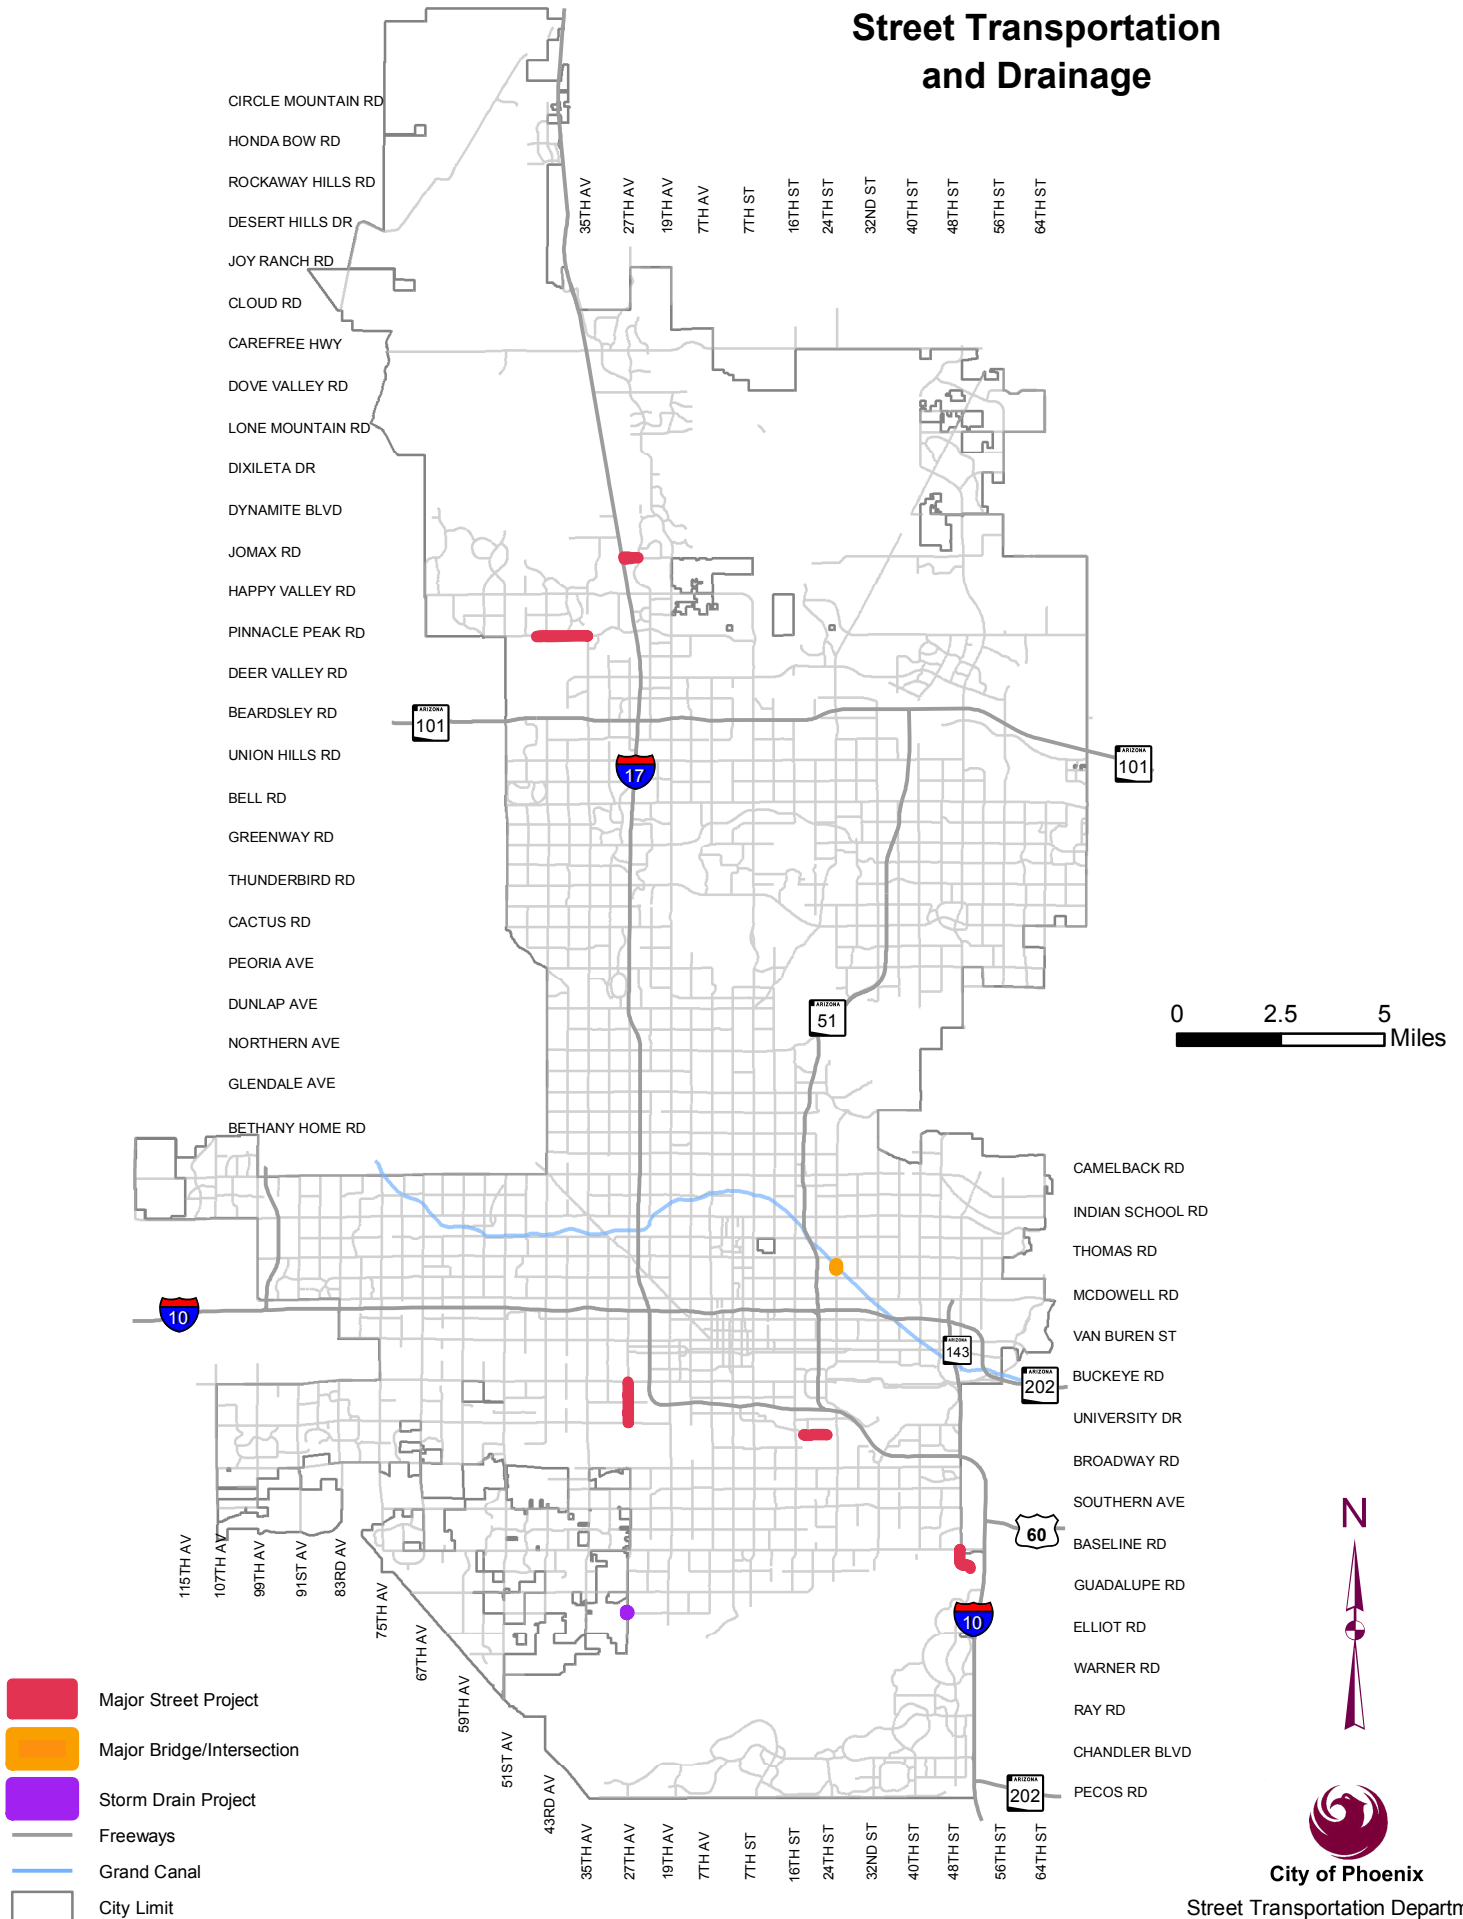 Street Transportation
and Drainage
CIRCLE MOUNTAIN RD
HONDA BOW RD
ROCKAWAY HILLS RD
DESERT HILLS DR
JOY RANCH RD
CLOUD RD
CAREFREE HWY
DOVE VALLEY RD
LONE MOUNTAIN RD
DIXILETA DR
DYNAMITE BLVD
JOMAX RD
HAPPY VALLEY RD
PINNACLE PEAK RD
DEER VALLEY RD
BEARDSLEY RD
UNION HILLS RD
BELL RD
GREENWAY RD
THUNDERBIRD RD
CACTUS RD
PEORIA AVE
DUNLAP AVE
NORTHERN AVE
GLENDALE AVE
BETHANY HOME RD
35TH AV
27TH AV
19TH AV
7TH AV
7TH ST
16TH ST
24TH ST
32ND ST
40TH ST
48TH ST
56TH ST
64TH ST
ARIZONA
101
17
ARIZONA
101
ARIZONA
51
0 2.5 5
Miles
CAMELBACK RD
INDIAN SCHOOL RD
THOMAS RD
MCDOWELL RD
VAN BUREN ST
BUCKEYE RD
UNIVERSITY DR
BROADWAY RD
SOUTHERN AVE
BASELINE RD
GUADALUPE RD
ELLIOT RD
WARNER RD
RAY RD
CHANDLER BLVD
PECOS RD
10
ARIZONA
143
ARIZONA
202
60
10
ARIZONA
202
115TH AV
107TH AV
99TH AV
91ST AV
83RD AV
75TH AV
67TH AV
59TH AV
51ST AV
43RD AV
35TH AV
27TH AV
19TH AV
7TH AV
7TH ST
16TH ST
24TH ST
32ND ST
40TH ST
48TH ST
56TH ST
64TH ST
N
Major Street Project
Major Bridge/Intersection
Storm Drain Project
Freeways
Grand Canal
City Limit
City of Phoenix
Street Transportation Departm